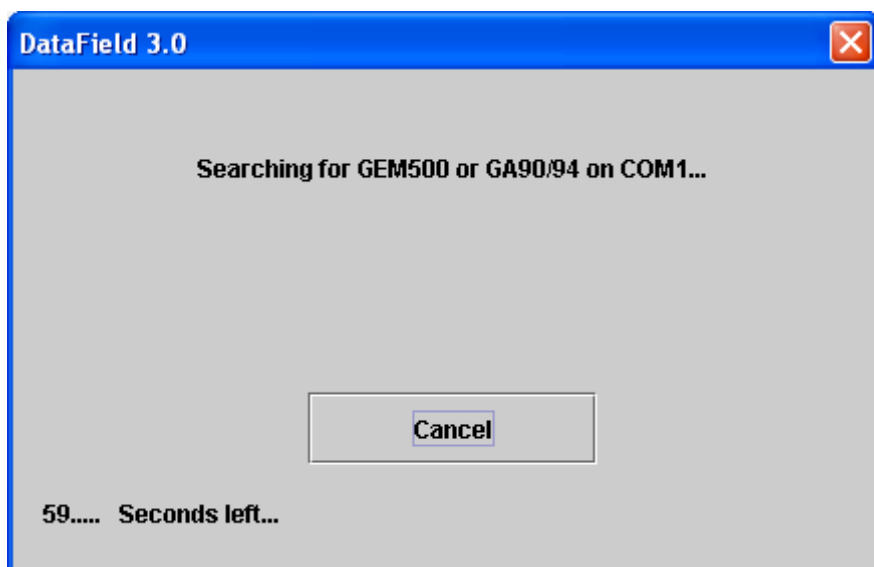 DataField 3.0
Searching for GEM500 or GA90/94 on COM1...
Cancel
59..... Seconds left...